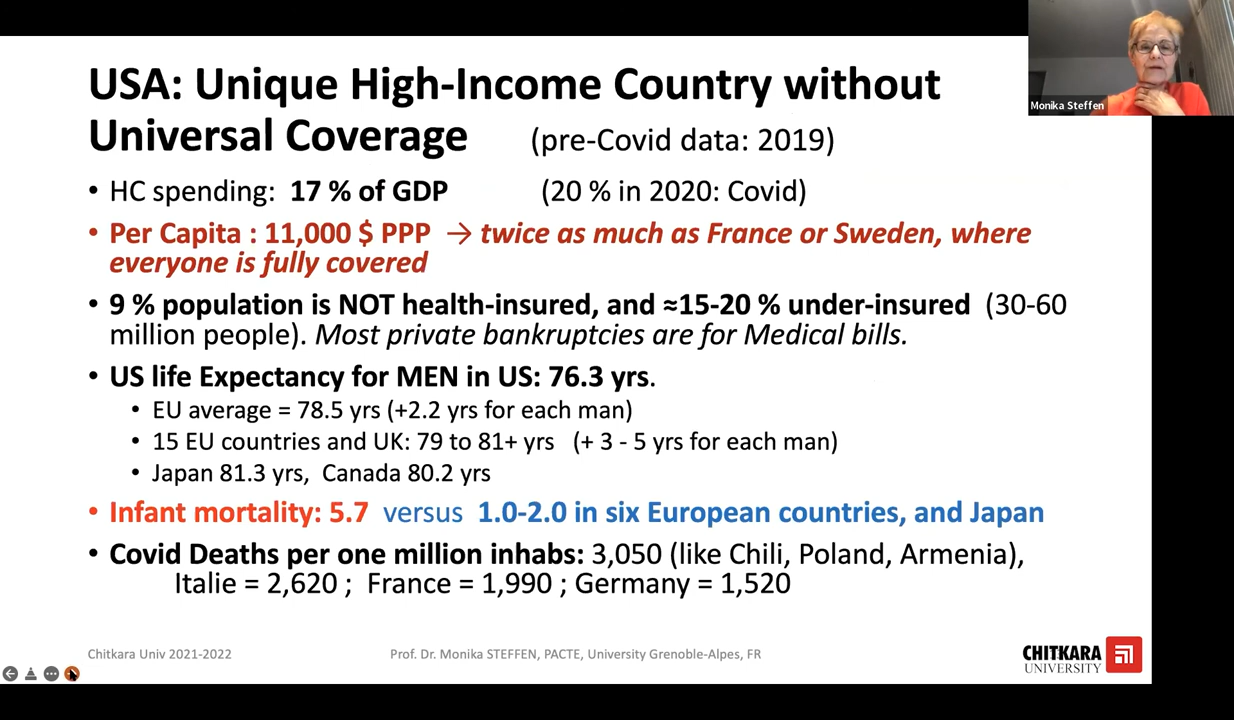 USA: Unique High-Income Country without
Universal Coverage (pre-Covid data: 2019)
Monika Steffen
• HC spending: 17 % of GDP (20 % in 2020: Covid)
• Per Capita : 11,000 $ PPP → twice as much as France or Sweden, where
everyone is fully covered
• 9 % population is NOT health-insured, and ≈15-20 % under-insured (30-60
million people). Most private bankruptcies are for Medical bills.
• US life Expectancy for MEN in US: 76.3 yrs.
• EU average = 78.5 yrs (+2.2 yrs for each man)
• 15 EU countries and UK: 79 to 81+ yrs (+ 3 - 5 yrs for each man)
• Japan 81.3 yrs, Canada 80.2 yrs
• Infant mortality: 5.7 versus 1.0-2.0 in six European countries, and Japan
• Covid Deaths per one million inhabs: 3,050 (like Chili, Poland, Armenia),
Italie = 2,620 ; France = 1,990 ; Germany = 1,520
Chitkara Univ 2021-2022 Prof. Dr. Monika STEFFEN, PACTE, University Grenoble-Alpes, FR
CHITKARA
UNIVERSITY